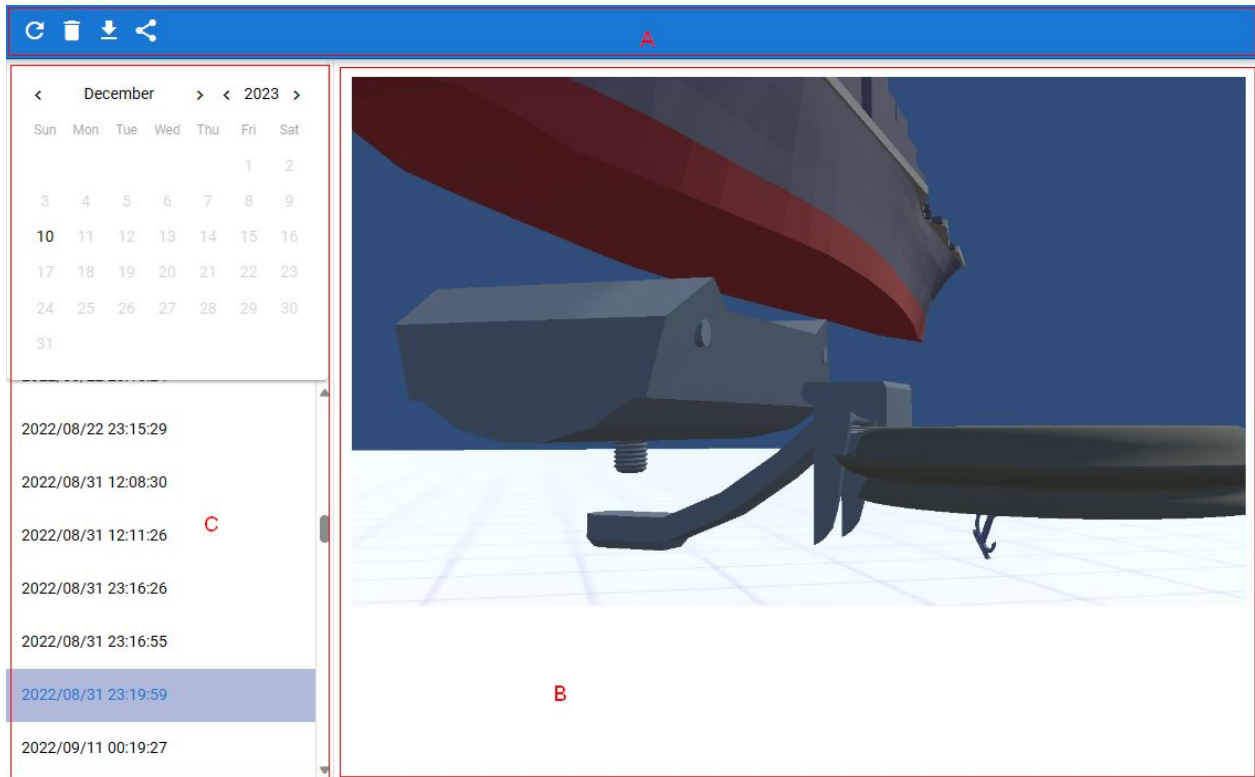 A
December 2023
Sun Mon Tue Wed Thu Fri Sat
1 2
3 4 5 6 7 8 9
10 11 12 13 14 15 16
17 18 19 20 21 22 23
24 25 26 27 28 29 30
31
2022/08/22 23:15:29
2022/08/31 12:08:30
2022/08/31 12:11:26
C
2022/08/31 23:16:26
2022/08/31 23:16:55
2022/08/31 23:19:59
B
2022/09/11 00:19:27